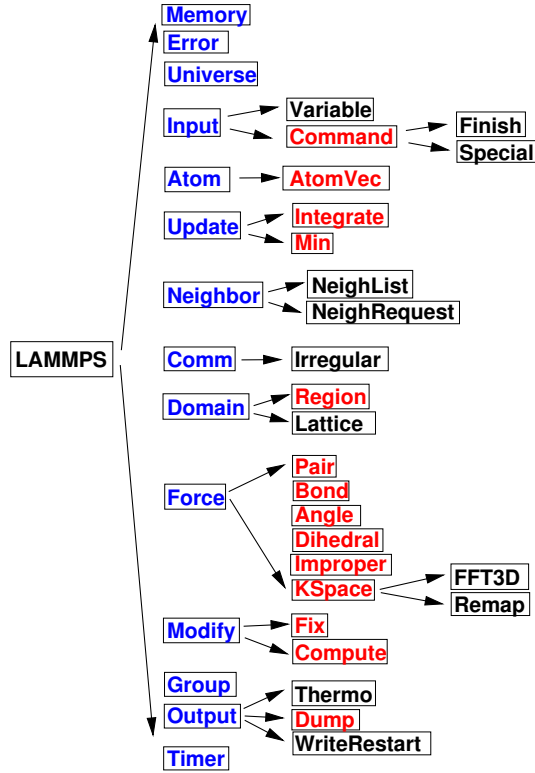 Memory
Error
Universe
Input
Variable
Command
Finish
Special
Atom
AtomVec
Update
Integrate
Min
Neighbor
NeighList
NeighRequest
LAMMPS
Comm
Irregular
Domain
Region
Lattice
Force
Pair
Bond
Angle
Dihedral
Improper
KSpace
FFT3D
Remap
Modify
Fix
Compute
Group
Output
Thermo
Dump
WriteRestart
Timer